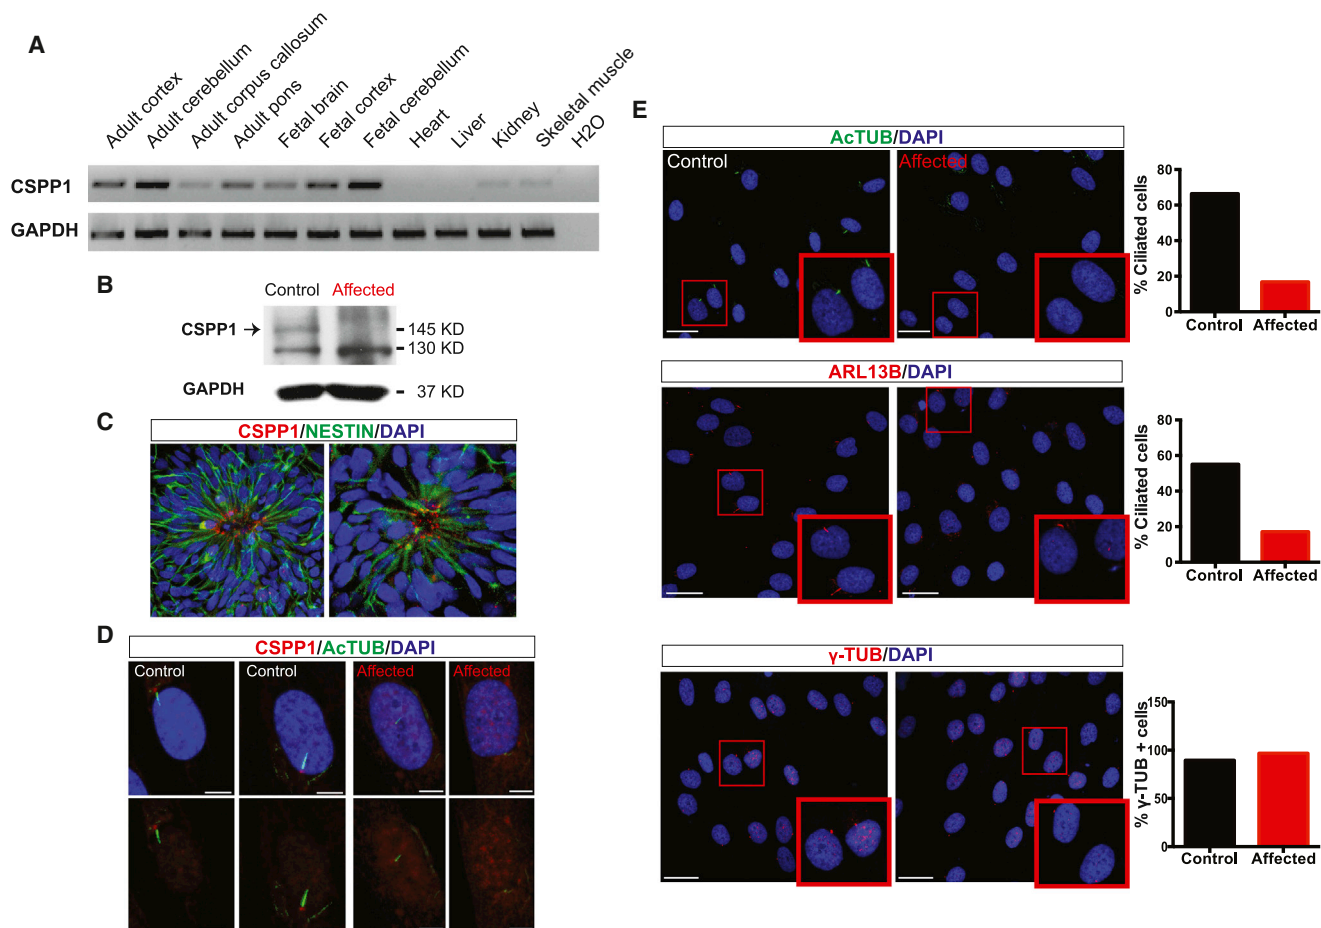 A
Adult cortex
Adult cerebellum
Adult corpus callosum
Adult pons
Fetal brain
Fetal cortex
Fetal cerebellum
Heart
Liver
Kidney
Skeletal muscle
H2O
CSPP1
GAPDH
B
Control Affected
CSPP1
- 145 KD
- 130 KD
GAPDH
- 37 KD
C
CSPP1/NESTIN/DAPI
D
CSPP1/AcTUB/DAPI
Control Control Affected Affected
E
AcTUB/DAPI
Control Affected
% Ciliated cells
80
60
40
20
0
Control Affected
ARL13B/DAPI
% Ciliated cells
80
60
40
20
0
Control Affected
γ-TUB/DAPI
% γ-TUB + cells
150
100
50
0
Control Affected